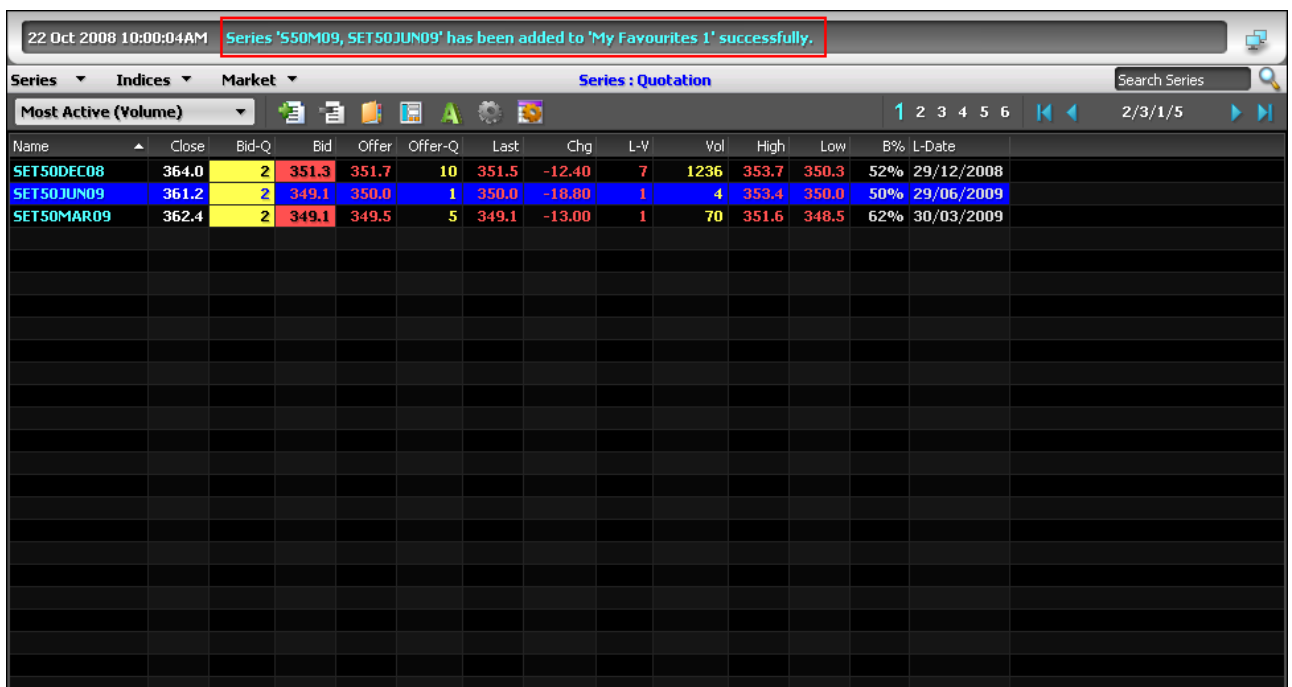 22 Oct 2008 10:00:04AM Series 'S50M09, SET50JUN09' has been added to 'My Favourites 1' successfully.
Series Indices Market Series : Quotation Search Series
Most Active (Volume) A 1 2 3 4 5 6 2/3/1/5
Name Close Bid-Q Bid Offer Offer-Q Last Chg L-V Vol High Low B% L-Date
SET50DEC08 364.0 2 351.3 351.7 10 351.5 -12.40 7 1236 353.7 350.3 52% 29/12/2008
SET50JUN09 361.2 2 349.1 350.0 1 350.0 -18.80 1 4 353.4 350.0 50% 29/06/2009
SET50MAR09 362.4 2 349.1 349.5 5 349.1 -13.00 1 70 351.6 348.5 62% 30/03/2009